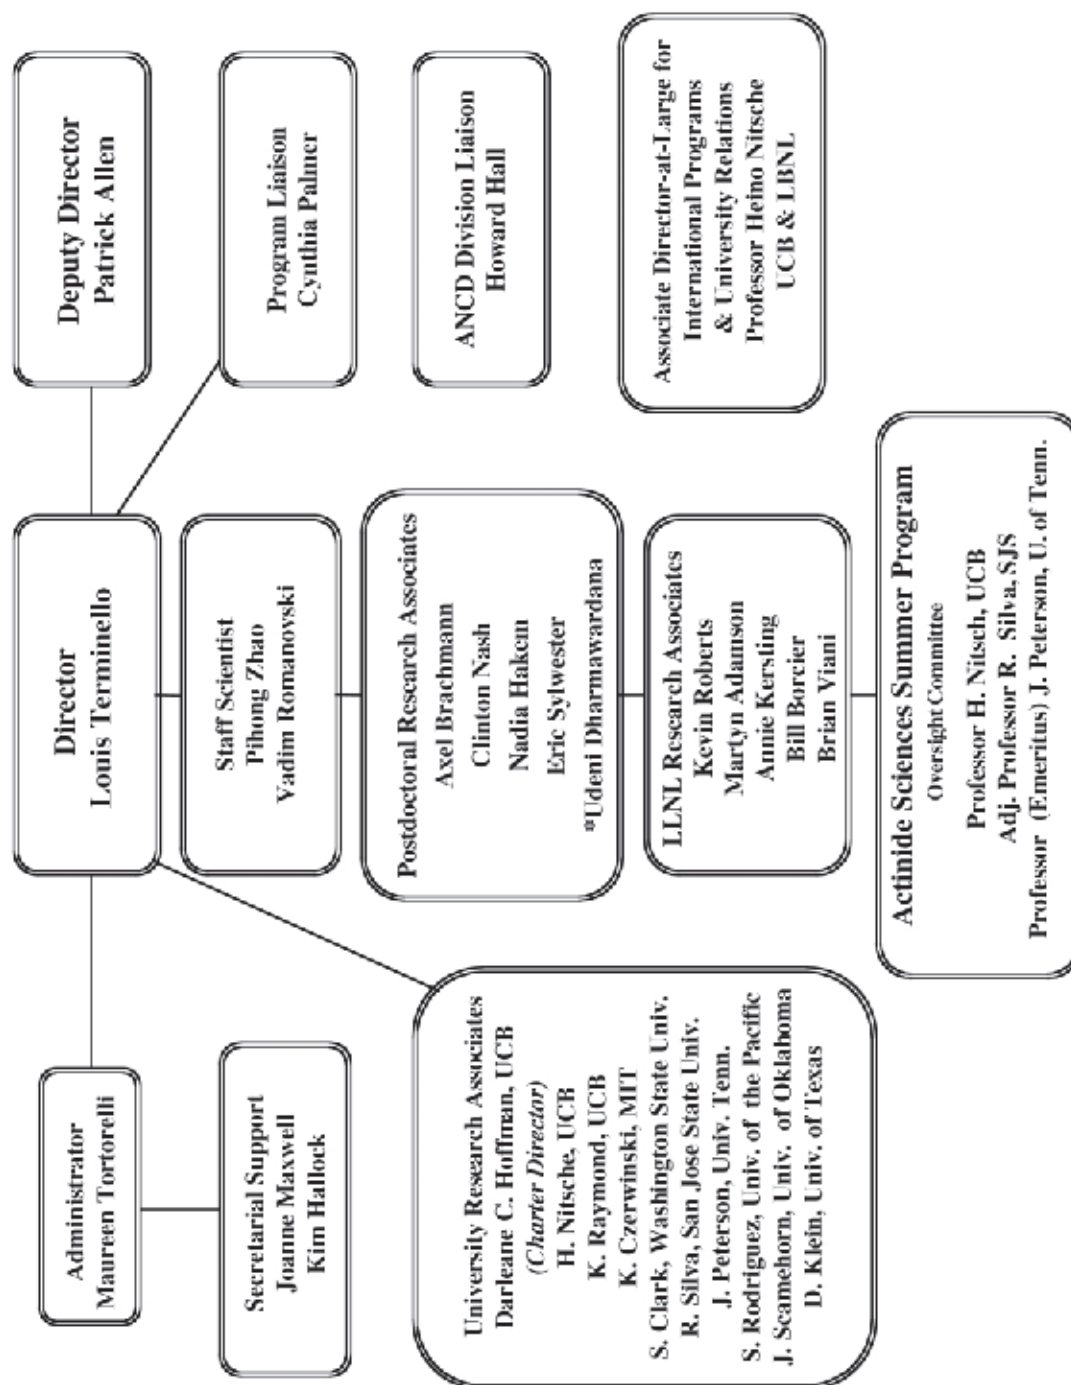 Administrator
Maureen Tortorelli
Director
Louis Terminello
Deputy Director
Patrick Allen
Secretarial Support
Joanne Maxwell
Kim Hallock
Staff Scientist
Pihong Zhao
Vadim Romanovski
Program Liaison
Cynthia Palmer
University Research Associates
Darleane C. Hoffman, UCB
(Charter Director)
H. Nitsche, UCB
K. Raymond, UCB
K. Czerwinski, MIT
S. Clark, Washington State Univ.
R. Silva, San Jose State Univ.
J. Peterson, Univ. Tenn.
S. Rodriguez, Univ. of the Pacific
J. Scamehorn, Univ. of Oklahoma
D. Klein, Univ. of Texas
Postdoctoral Research Associates
Axel Brachmann
Clinton Nash
Nadia Hakem
Eric Sylwester
*Udeni Dharmawardana
ANCD Division Liaison
Howard Hall
LLNL Research Associates
Kevin Roberts
Martyn Adamson
Annie Kersting
Bill Borcier
Brian Viani
Associate Director-at-Large for
International Programs
& University Relations
Professor Heino Nitsche
UCB & LBNL
Actinide Sciences Summer Program
Oversight Committee
Professor H. Nitsch, UCB
Adj. Professor R. Silva, SJS
Professor (Emeritus) J. Peterson, U. of Tenn.